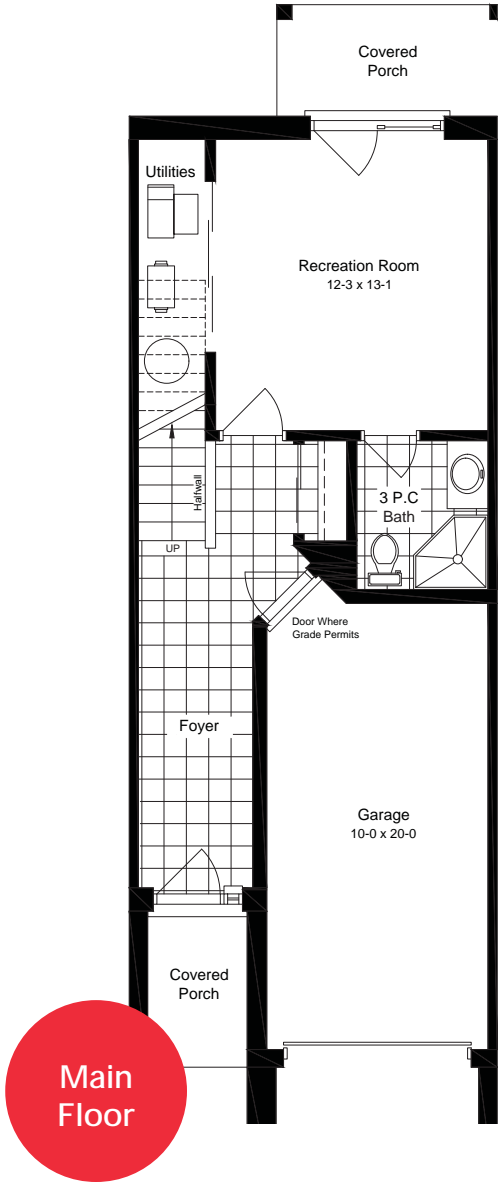 Covered
Porch
Utilities
Recreation Room
12-3 x 13-1
Halfwall
3 P.C
Bath
UP
Door Where
Grade Permits
Foyer
Garage
10-0 x 20-0
Covered
Porch
Main
Floor